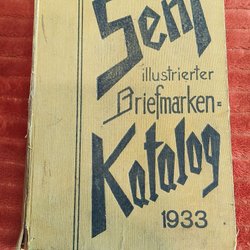 Senf
illustrierter
Briefmarken=
Katalog
1933